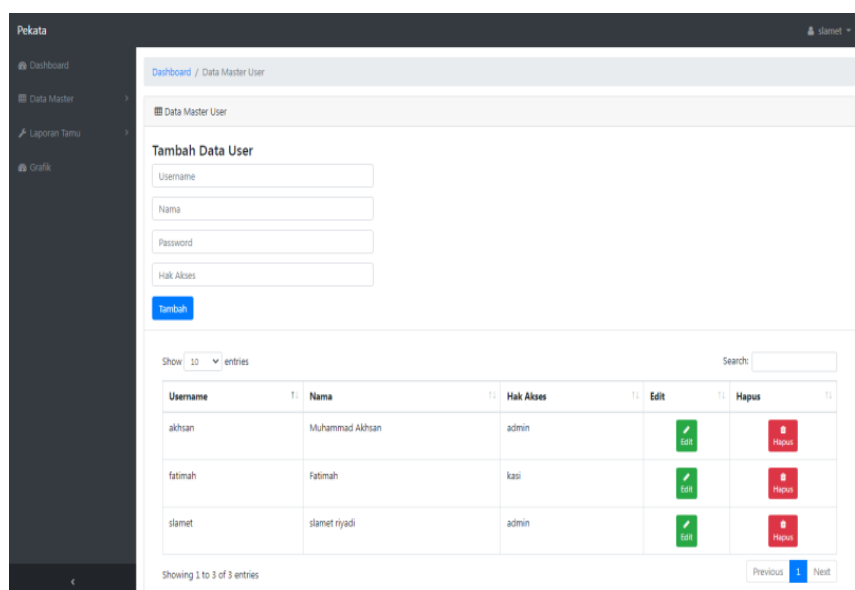 Pekata
slamet
Dashboard
Data Master
Laporan Tamu
Grafik
Dashboard / Data Master User
Data Master User
Tambah Data User
Username
Nama
Password
Hak Akses
Tambah
Show 10 entries
Search:
Username Nama Hak Akses Edit Hapus
akhsan Muhammad Akhsan admin Edit Hapus
fatimah Fatimah kasi Edit Hapus
slamet slamet riyadi admin Edit Hapus
Showing 1 to 3 of 3 entries
Previous 1 Next